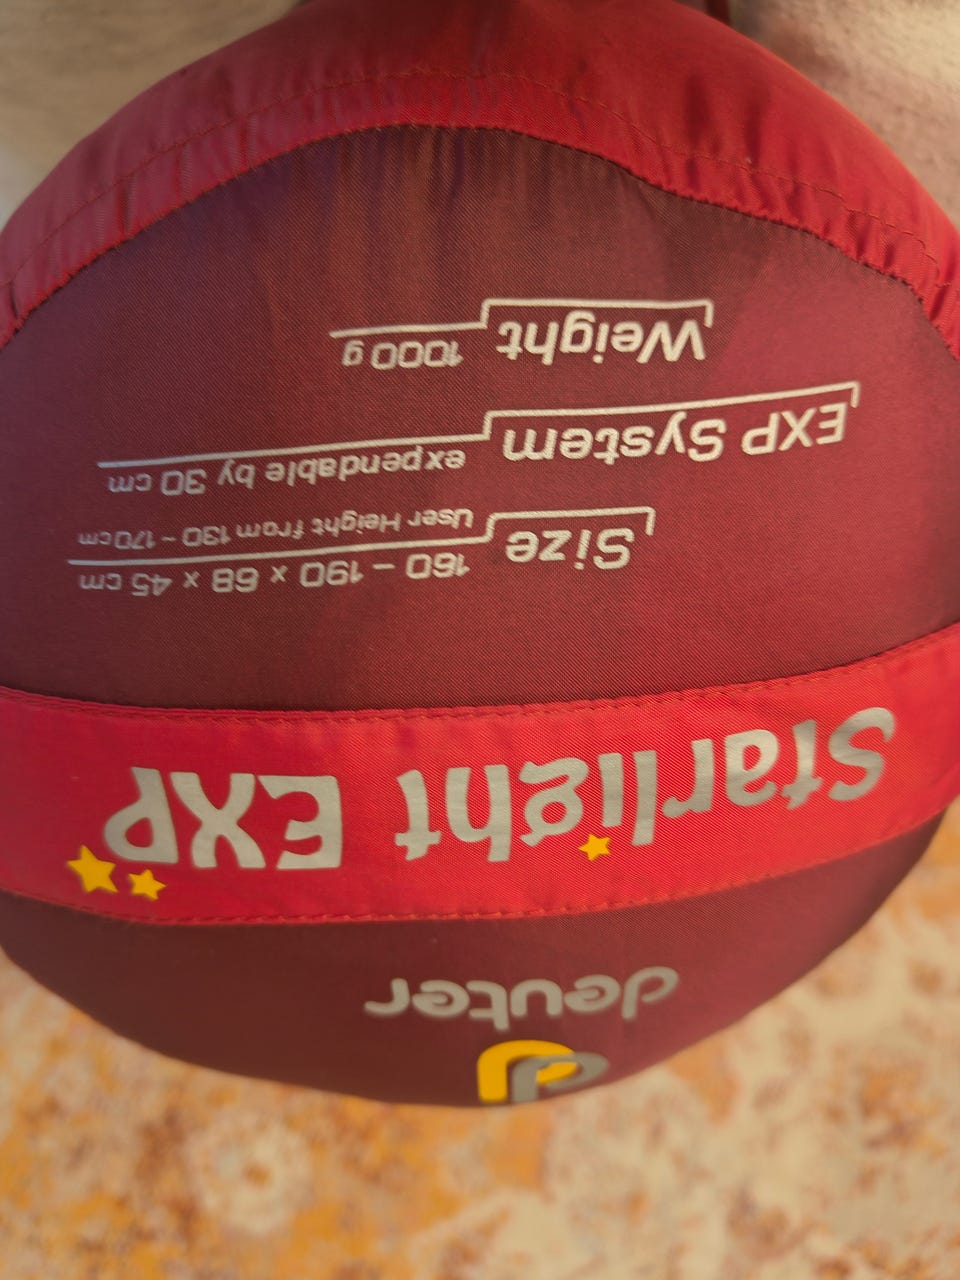 deuter
Starlight EXP
Size 160 – 190 x 68 x 45 cm
User Height from 130 – 170 cm
EXP System expendable by 30 cm
Weight 1000 g